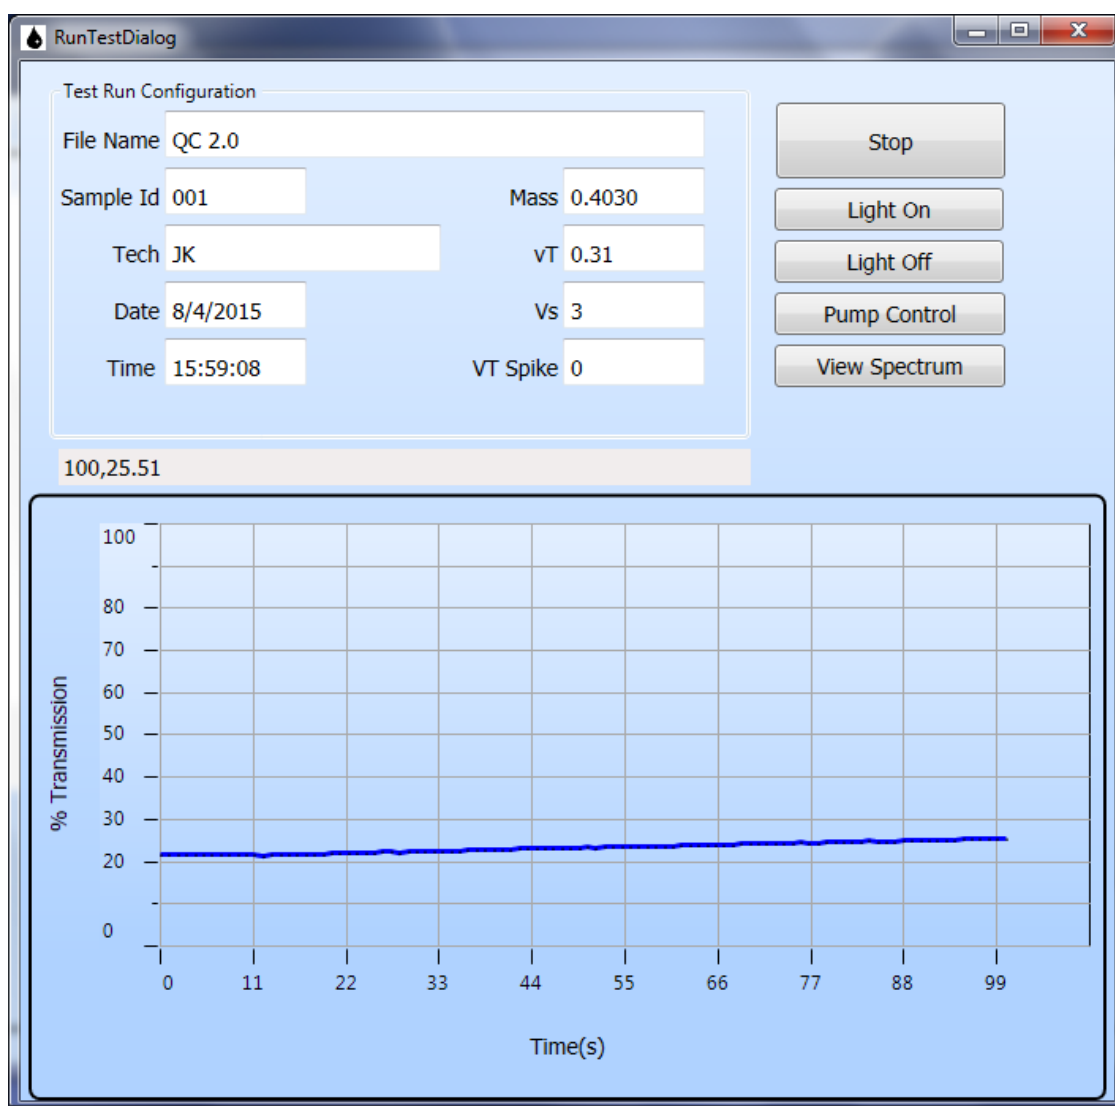 RunTestDialog
Test Run Configuration
File Name QC 2.0
Sample Id 001
Mass 0.4030
Tech JK
vT 0.31
Date 8/4/2015
Vs 3
Time 15:59:08
VT Spike 0
Stop
Light On
Light Off
Pump Control
View Spectrum
100,25.51
% Transmission
100
80
70
60
50
40
30
20
0
0 11 22 33 44 55 66 77 88 99
Time(s)